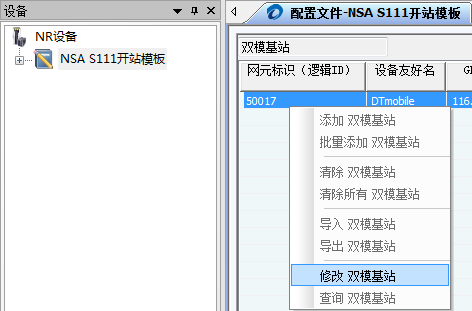 设备
NR设备
NSA S111开站模板
配置文件-NSA S111开站模板
双模基站
网元标识（逻辑ID） 设备友好名
50017 DTmobile 116.
添加 双模基站
批量添加 双模基站
清除 双模基站
清除所有 双模基站
导入 双模基站
导出 双模基站
修改 双模基站
查询 双模基站